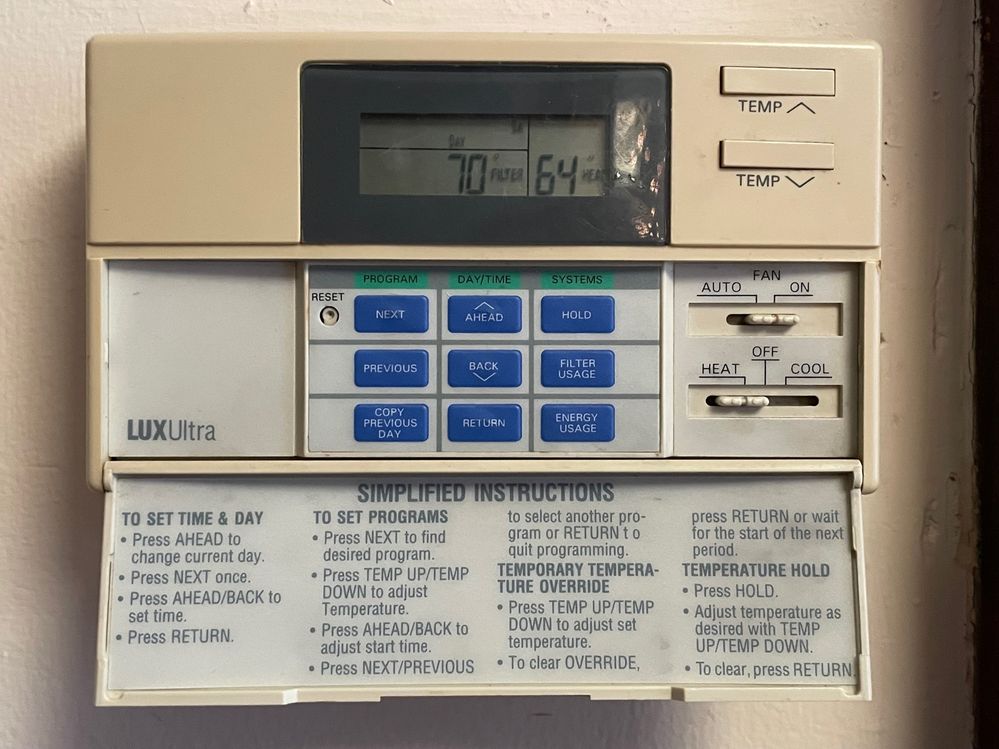 DAY
70° FILTER 64° HEAT
TEMP
TEMP
PROGRAM DAY/TIME SYSTEMS
RESET
NEXT AHEAD HOLD
PREVIOUS BACK FILTER USAGE
COPY PREVIOUS DAY RETURN ENERGY USAGE
FAN
AUTO ON
OFF
HEAT COOL
LUXUltra
SIMPLIFIED INSTRUCTIONS
TO SET TIME & DAY
• Press AHEAD to
change current day.
• Press NEXT once.
• Press AHEAD/BACK to
set time.
• Press RETURN.
TO SET PROGRAMS
• Press NEXT to find
desired program.
• Press TEMP UP/TEMP
DOWN to adjust
Temperature.
• Press AHEAD/BACK to
adjust start time.
• Press NEXT/PREVIOUS
to select another pro-
gram or RETURN t o
quit programming.
TEMPORARY TEMPERA-
TURE OVERRIDE
• Press TEMP UP/TEMP
DOWN to adjust set
temperature.
• To clear OVERRIDE,
press RETURN or wait
for the start of the next
period.
TEMPERATURE HOLD
• Press HOLD.
• Adjust temperature as
desired with TEMP
UP/TEMP DOWN.
• To clear, press RETURN